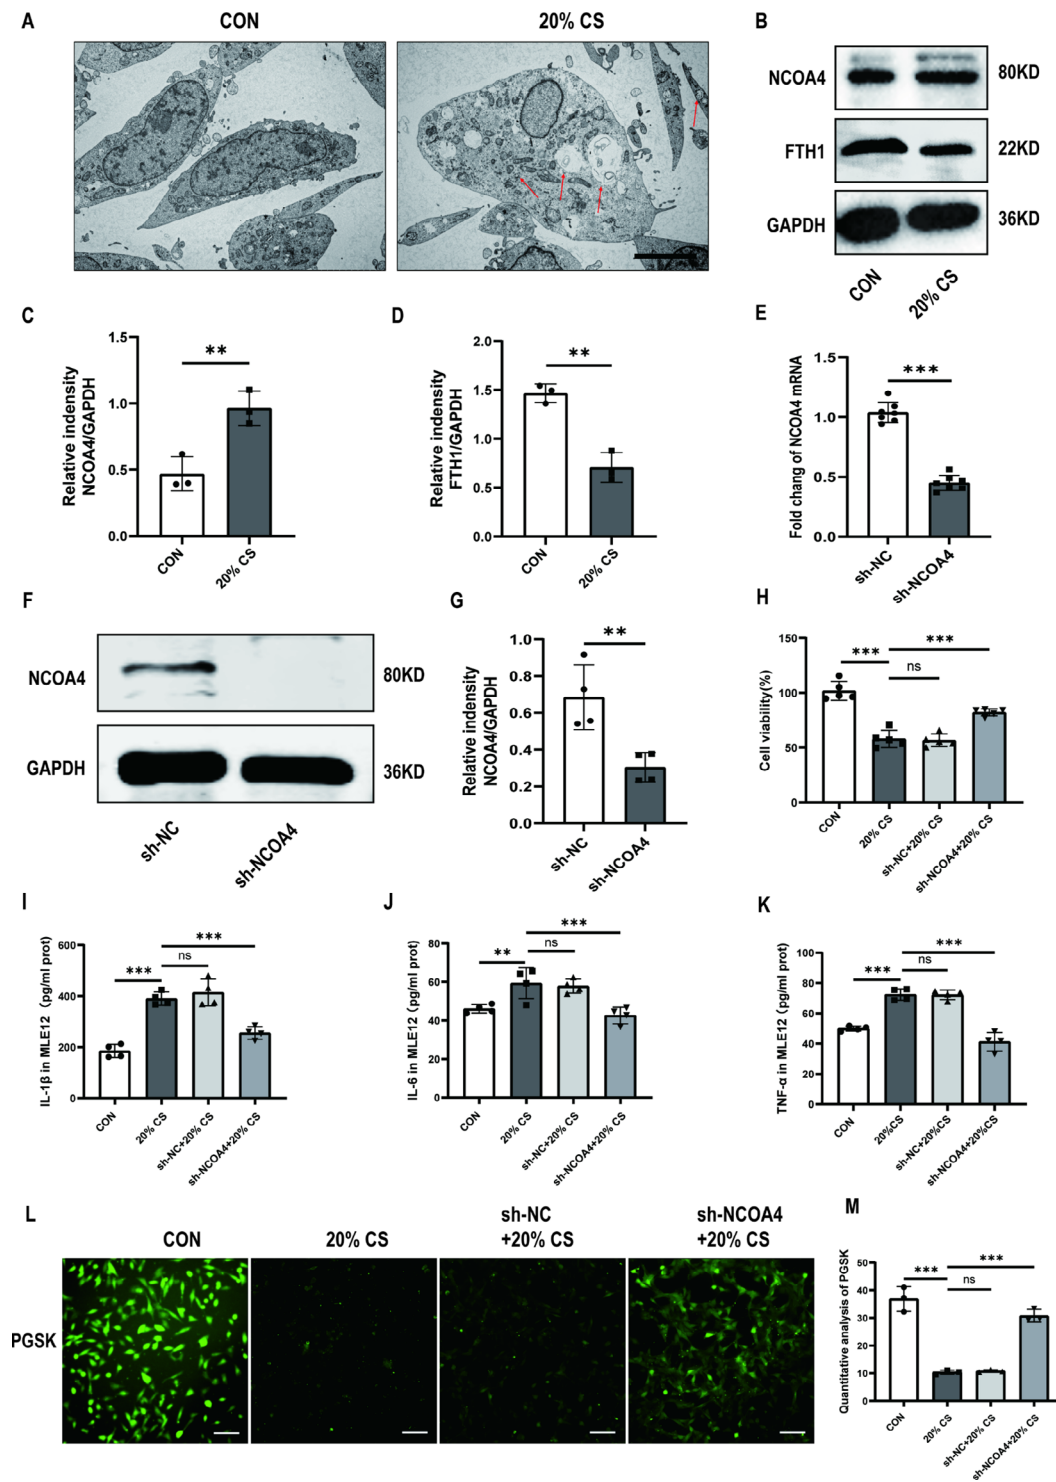 A
CON
20% CS
B
NCOA4
80KD
FTH1
22KD
GAPDH
36KD
CON
20% CS
C
Relative indensity
NCOA4/GAPDH
1.5
1.0
0.5
0.0
**
CON
20% CS
D
Relative indensity
FTH1/GAPDH
2.0
1.5
1.0
0.5
0.0
**
CON
20% CS
E
Fold chang of NCOA4 mRNA
1.5
1.0
0.5
0.0
***
sh-NC
sh-NCOA4
F
NCOA4
80KD
GAPDH
36KD
sh-NC
sh-NCOA4
G
Relative indensity
NCOA4/GAPDH
1.0
0.8
0.6
0.4
0.2
0.0
**
sh-NC
sh-NCOA4
H
Cell viability(%)
150
100
50
0
***
***
ns
CON
20% CS
sh-NC+20% CS
sh-NCOA4+20% CS
I
IL-1β in MLE12 (pg/ml prot)
600
400
200
0
***
ns
***
CON
20% CS
sh-NC+20% CS
sh-NCOA4+20% CS
J
IL-6 in MLE12 (pg/ml prot)
60
40
20
0
***
ns
**
CON
20% CS
sh-NC+20% CS
sh-NCOA4+20% CS
K
TNF-α in MLE12 (pg/ml prot)
100
80
60
40
20
0
***
ns
***
CON
20%CS
sh-NC+20%CS
sh-NCOA4+20%CS
L
CON
20% CS
sh-NC
+20% CS
sh-NCOA4
+20% CS
PGSK
M
Quantitative analysis of PGSK
50
40
30
20
10
0
***
***
ns
CON
20% CS
sh-NC+20% CS
sh-NCOA4+20% CS